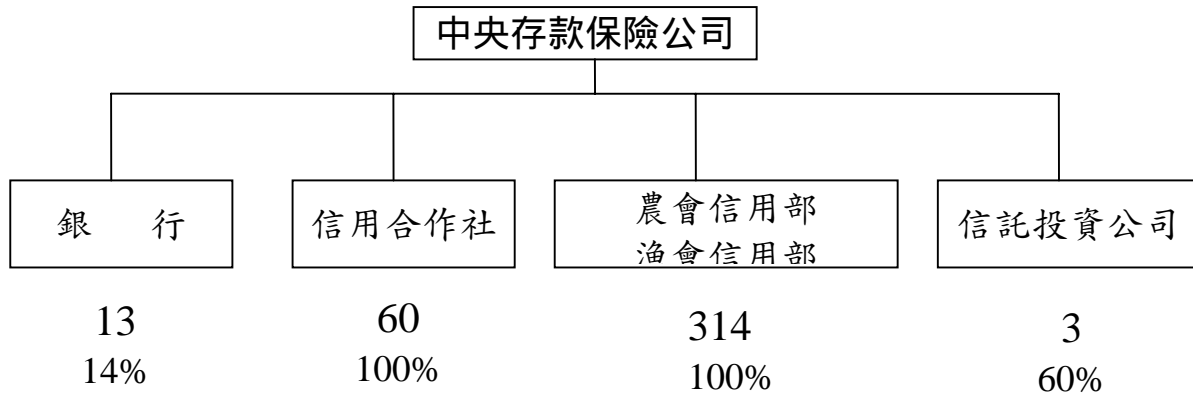 中央存款保險公司
銀 行
信用合作社
農會信用部
漁會信用部
信託投資公司
13
14%
60
100%
314
100%
3
60%